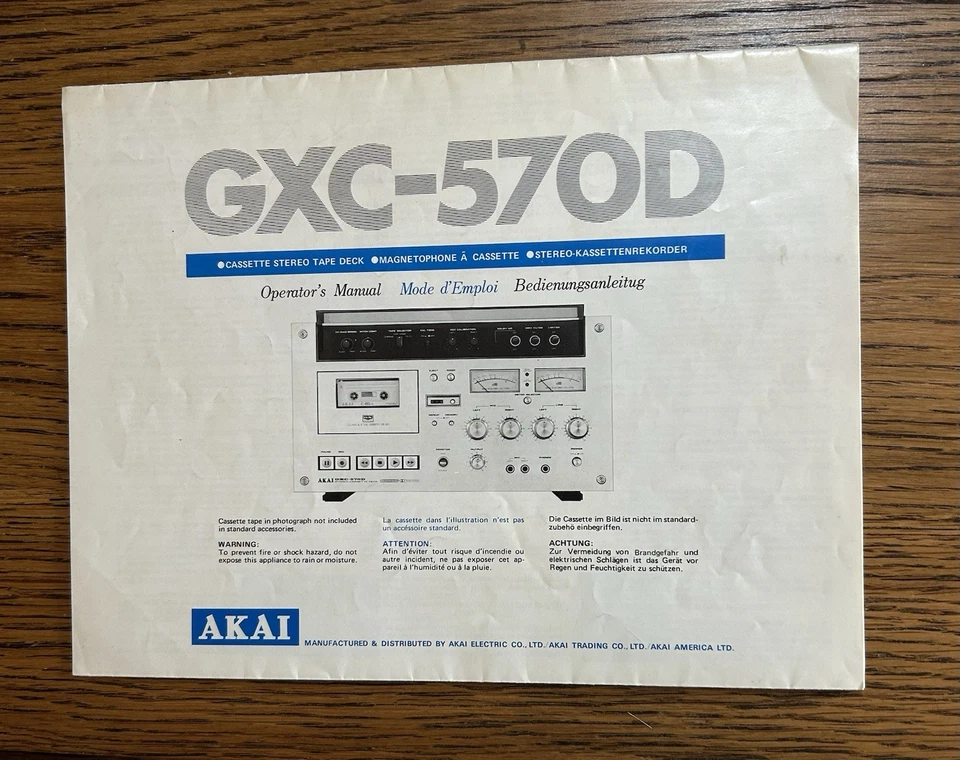 GXC-570D
●CASSETTE STEREO TAPE DECK ●MAGNETOPHONE À CASSETTE ●STEREO-KASSETTENREKORDER
Operator's Manual Mode d'Emploi Bedienungsanleitug
AKAI
Cassette tape in photograph not included
in standard accessories.
WARNING:
To prevent fire or shock hazard, do not
expose this appliance to rain or moisture.
La cassette dans l'illustration n'est pas
un accéssoire standard.
ATTENTION:
Afin d'éviter tout risque d'incendie ou
autre incident, ne pas exposer cet ap-
pareil à l'humidité ou à la pluie.
Die Cassette im Bild ist nicht im standard-
zubehö einbegriffen.
ACHTUNG:
Zur Vermeidung von Brandgefahr und
elektrischen Schlägen ist das Gerät vor
Regen und Feuchtigkeit zu schützen.
AKAI
MANUFACTURED & DISTRIBUTED BY AKAI ELECTRIC CO., LTD./AKAI TRADING CO., LTD./AKAI AMERICA LTD.